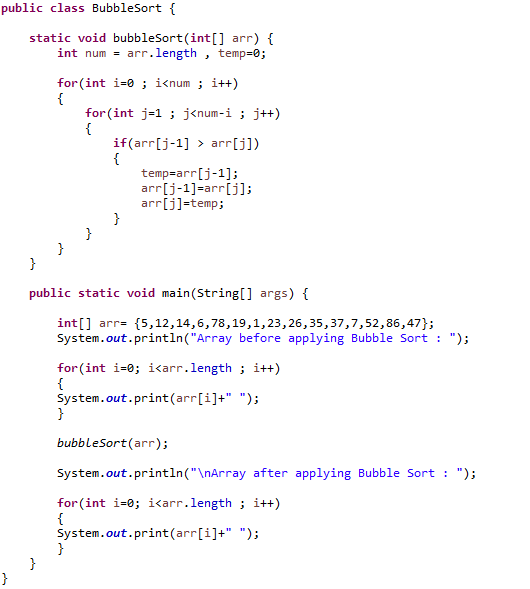 public class BubbleSort {
static void bubbleSort(int[] arr) {
int num = arr.length , temp=0;
for(int i=0 ; i<num ; i++)
{
for(int j=1 ; j<num-i ; j++)
{
if(arr[j-1] > arr[j])
{
temp=arr[j-1];
arr[j-1]=arr[j];
arr[j]=temp;
}
}
}
}
public static void main(String[] args) {
int[] arr= {5,12,14,6,78,19,1,23,26,35,37,7,52,86,47};
System.out.println("Array before applying Bubble Sort : ");
for(int i=0; i<arr.length ; i++)
{
System.out.print(arr[i]+" ");
}
bubbleSort(arr);
System.out.println("\nArray after applying Bubble Sort : ");
for(int i=0; i<arr.length ; i++)
{
System.out.print(arr[i]+" ");
}
}
}